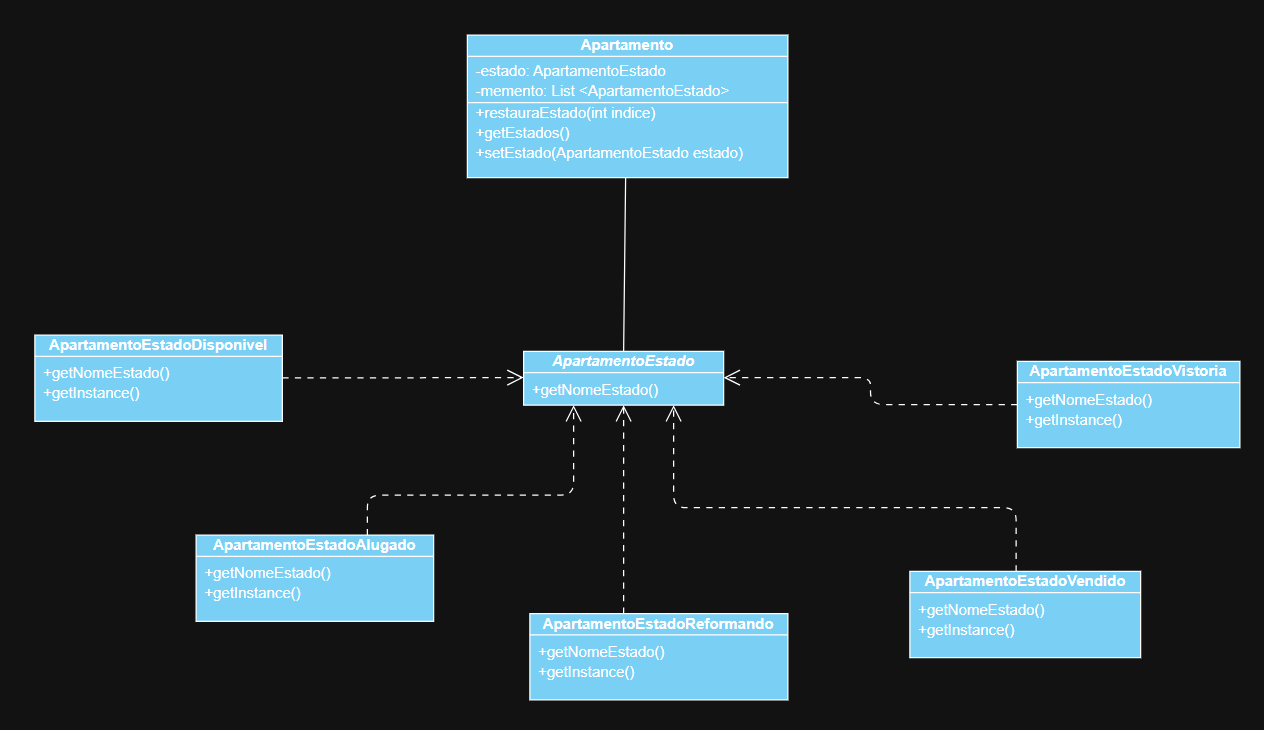 Apartamento
-estado: ApartamentoEstado
-memento: List <ApartamentoEstado>
+restauraEstado(int indice)
+getEstados()
+setEstado(ApartamentoEstado estado)
ApartamentoEstadoDisponivel
+getNomeEstado()
+getInstance()
ApartamentoEstado
+getNomeEstado()
ApartamentoEstadoVistoria
+getNomeEstado()
+getInstance()
ApartamentoEstadoAlugado
+getNomeEstado()
+getInstance()
ApartamentoEstadoReformando
+getNomeEstado()
+getInstance()
ApartamentoEstadoVendido
+getNomeEstado()
+getInstance()